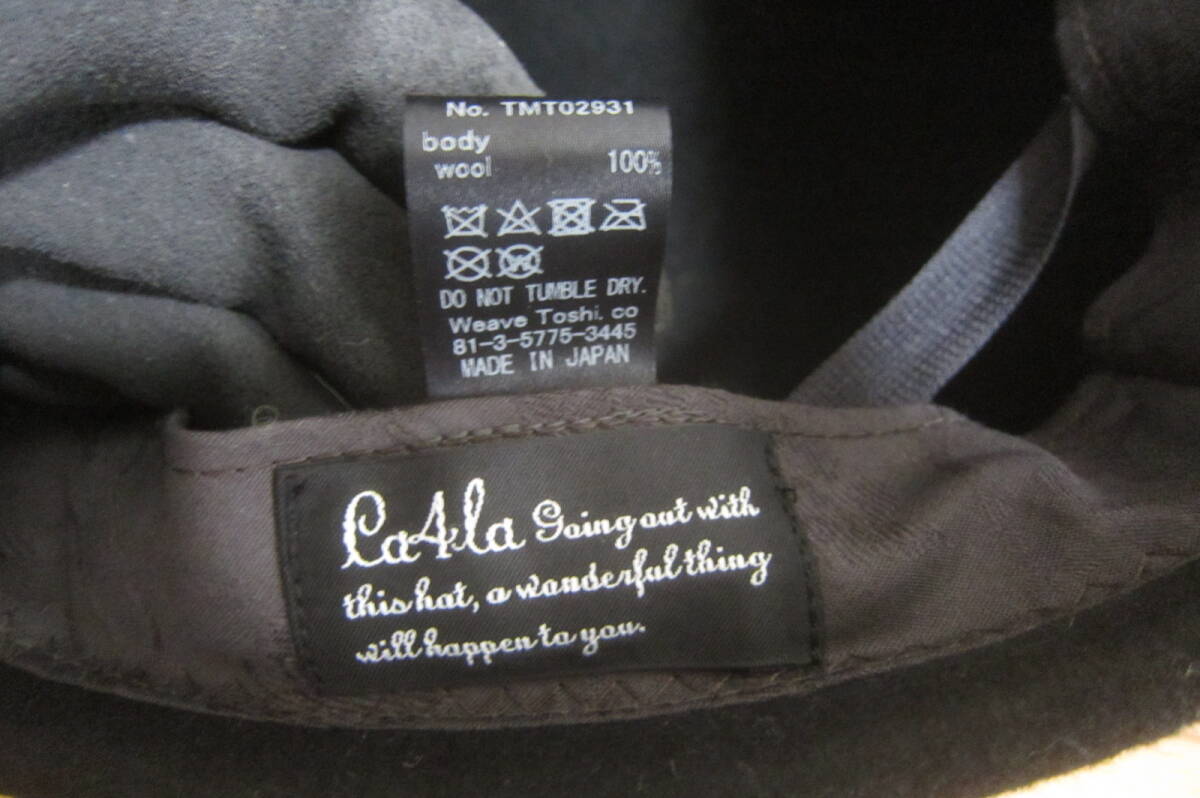 No. TMT02931
body
wool 100%
DO NOT TUMBLE DRY.
Weave Toshi. co
81-3-5775-3445
MADE IN JAPAN
Ca4la Going out with
this hat, a wonderful thing
will happen to you.